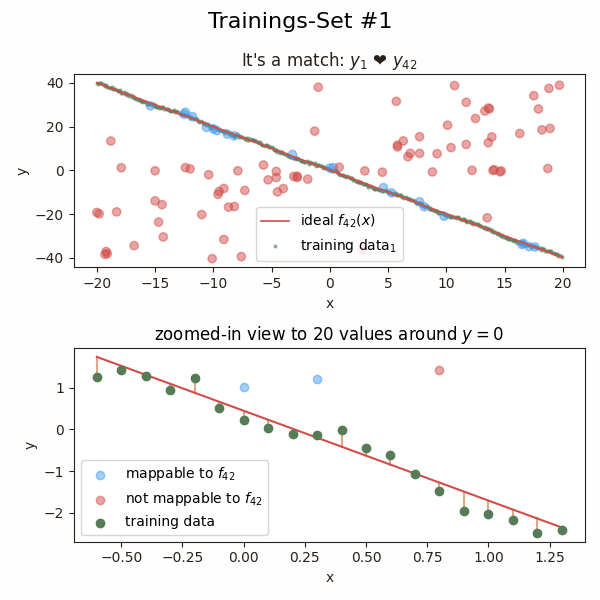 Trainings-Set #1
It's a match: y₁ ❤ y₄₂
40
20
0
−20
−40
y
ideal f₄₂(x)
training data₁
−20 −15 −10 −5 0 5 10 15 20
x
zoomed-in view to 20 values around y = 0
1
0
−1
−2
y
mappable to f₄₂
not mappable to f₄₂
training data
−0.50 −0.25 0.00 0.25 0.50 0.75 1.00 1.25
x